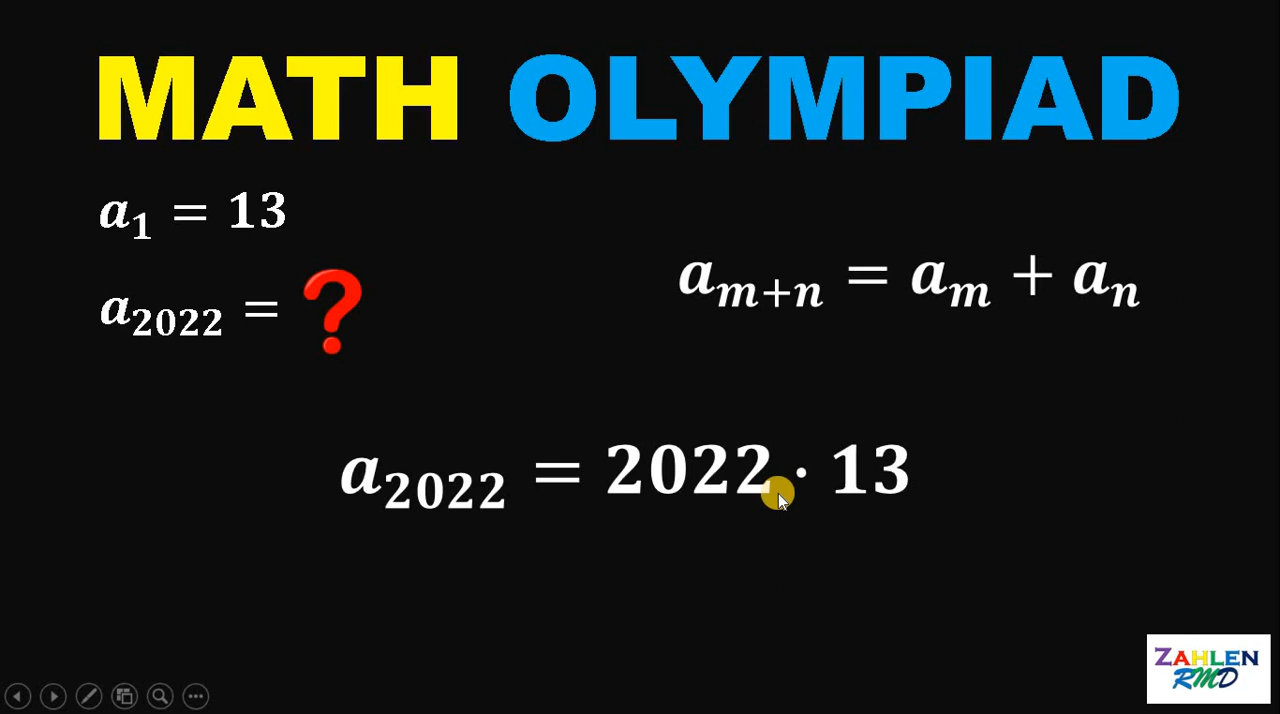 MATH OLYMPIAD
a₁ = 13
a₂₀₂₂ = ❓
aₘ₊ₙ = aₘ + aₙ
a₂₀₂₂ = 2022 · 13
ZAHLEN
RMD